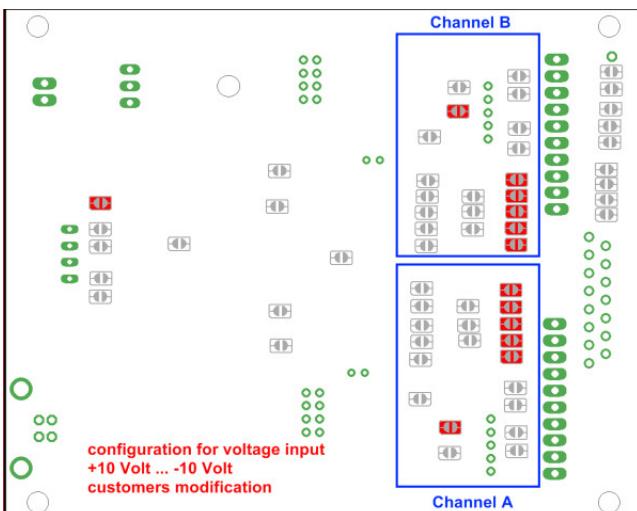 Channel B
configuration for voltage input
+10 Volt ... -10 Volt
customers modification
Channel A